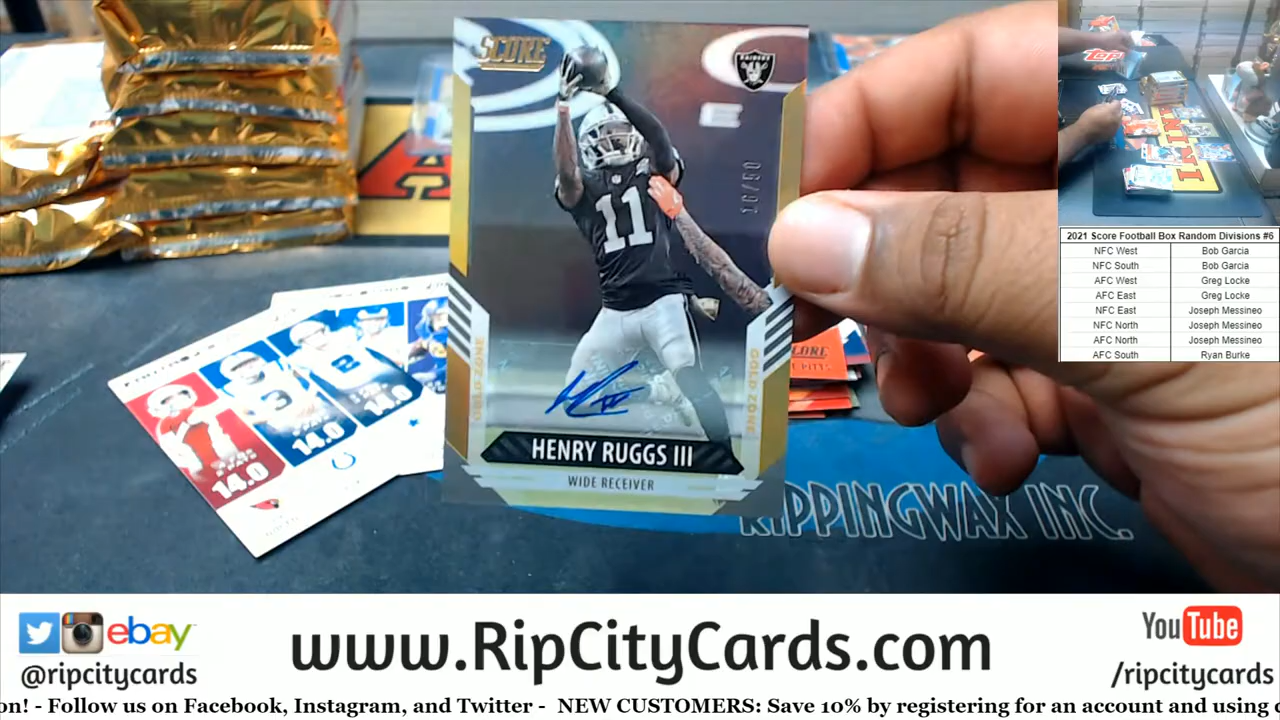 SCORE
RAIDERS
16/50
11
GOLD ZONE
GOLD ZONE
HENRY RUGGS III
WIDE RECEIVER
14.0
14.0
14.0
RIPPINGWAX INC.
2021 Score Football Box Random Divisions #6
NFC West Bob Garcia
NFC South Bob Garcia
AFC West Greg Locke
AFC East Greg Locke
NFC East Joseph Messineo
NFC North Joseph Messineo
AFC North Joseph Messineo
AFC South Ryan Burke
ebay
@ripcitycards
www.RipCityCards.com
YouTube
/ripcitycards
on! - Follow us on Facebook, Instagram, and Twitter - NEW CUSTOMERS: Save 10% by registering for an account and using